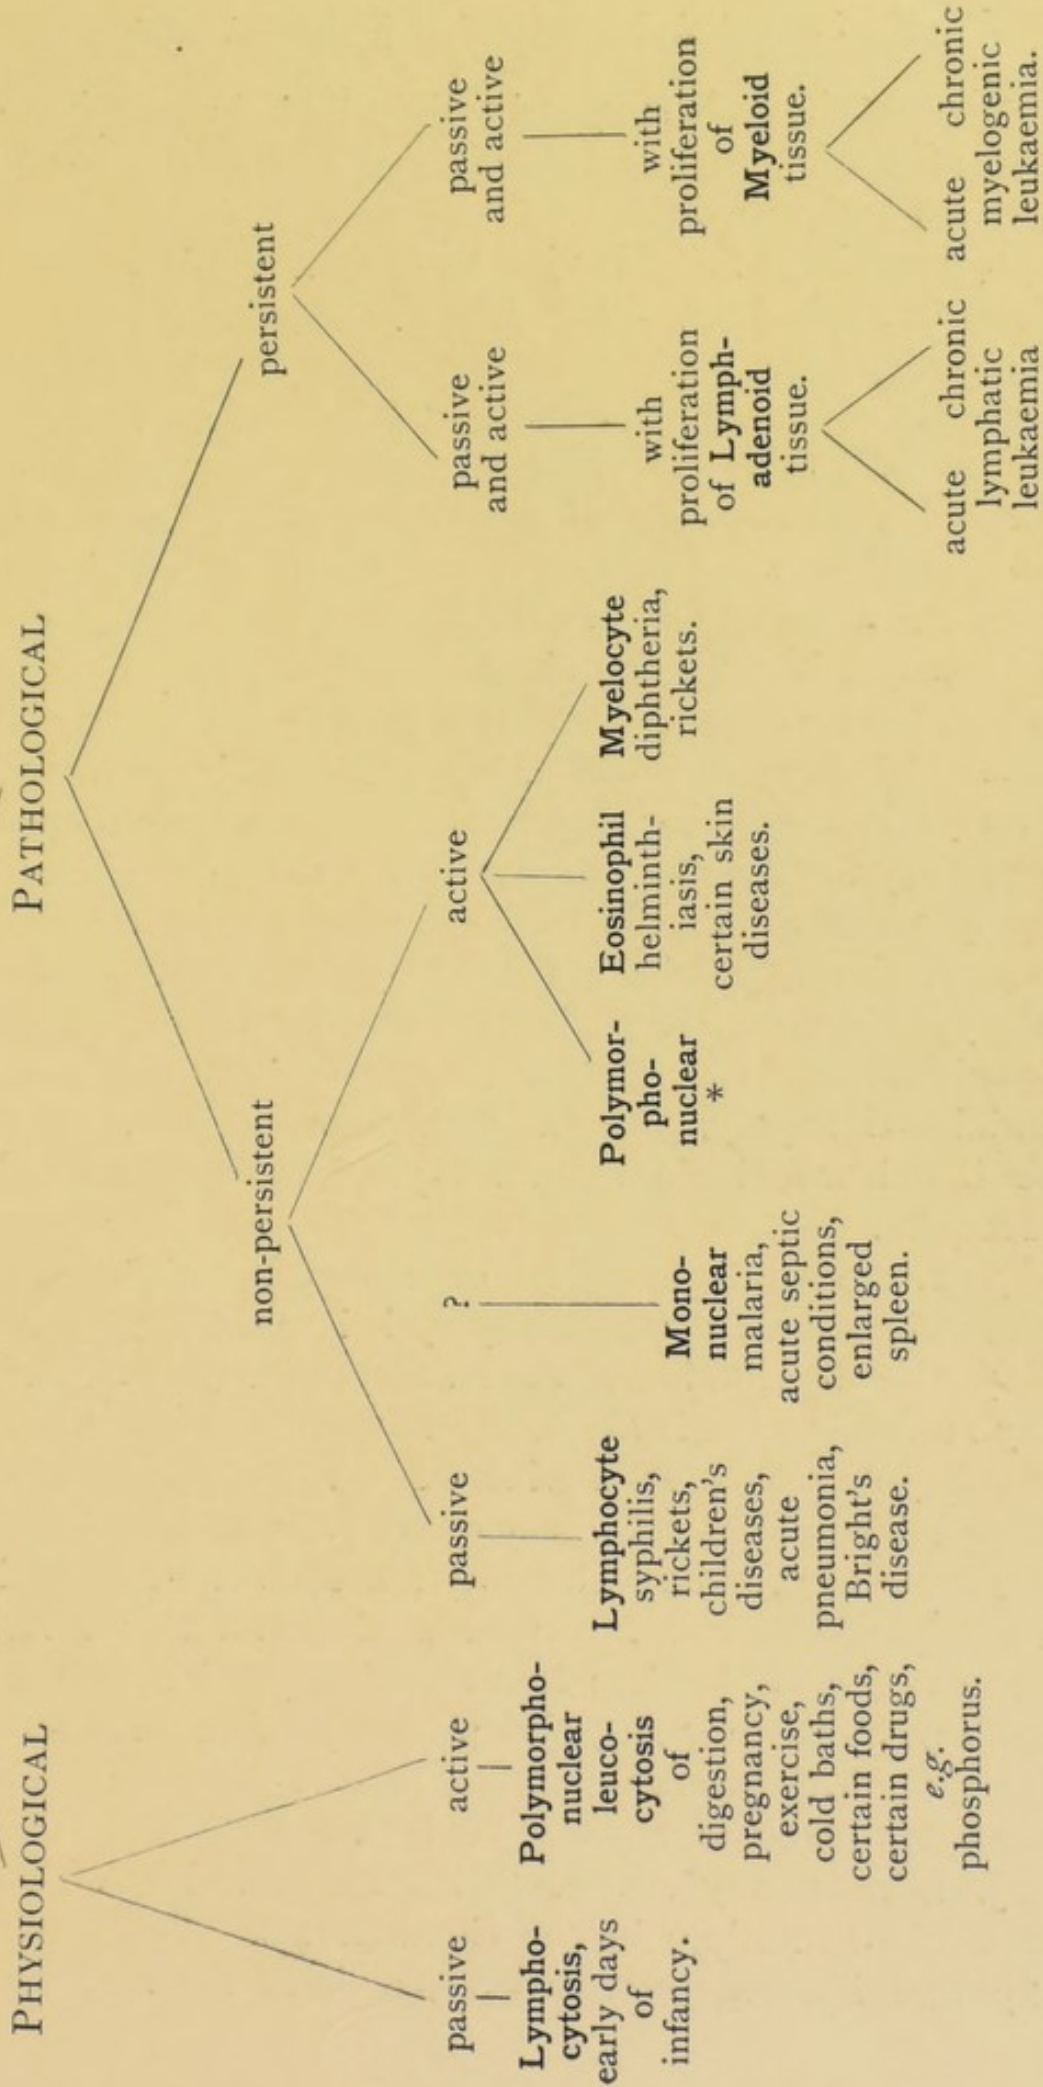 PHYSIOLOGICAL
passive
Lympho-
cytosis,
early days
of
infancy.
active
Polymorpho-
nuclear
leuco-
cytosis
of
digestion,
pregnancy,
exercise,
cold baths,
certain foods,
certain drugs,
e.g.
phosphorus.
PATHOLOGICAL
non-persistent
passive
Lymphocyte
syphilis,
rickets,
children's
diseases,
acute
pneumonia,
Bright's
disease.
?
Mono-
nuclear
malaria,
acute septic
conditions,
enlarged
spleen.
active
Polymor-
pho-
nuclear
*
Eosinophil
helminth-
iasis,
certain skin
diseases.
Myelocyte
diphtheria,
rickets.
persistent
passive
and active
with
proliferation
of Lymph-
adenoid
tissue.
acute chronic
lymphatic
leukaemia
passive
and active
with
proliferation
of
Myeloid
tissue.
acute chronic
myelogenic
leukaemia.